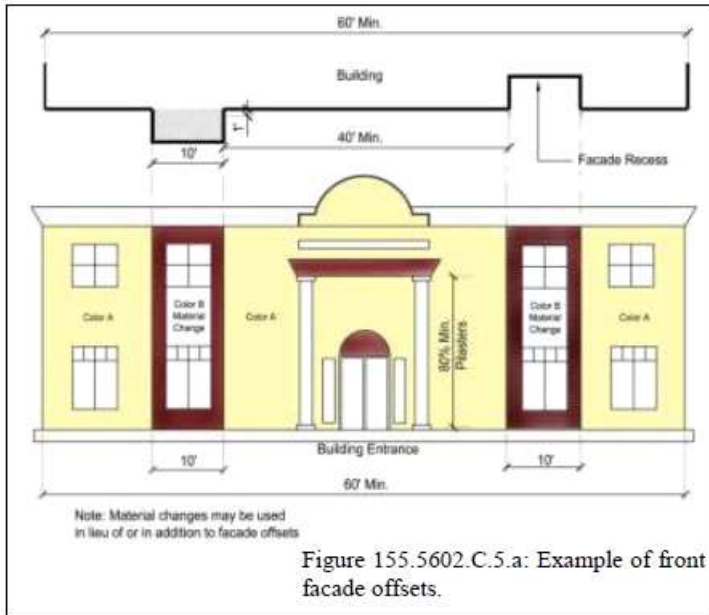 60' Min.
Building
1'
10'
40' Min.
Facade Recess
Color A
Color B
Material
Change
Color A
80% Min.
Pilasters
Color B
Material
Change
Color A
Building Entrance
10'
10'
60' Min.
Note: Material changes may be used
in lieu of or in addition to facade offsets
Figure 155.5602.C.5.a: Example of front
facade offsets.